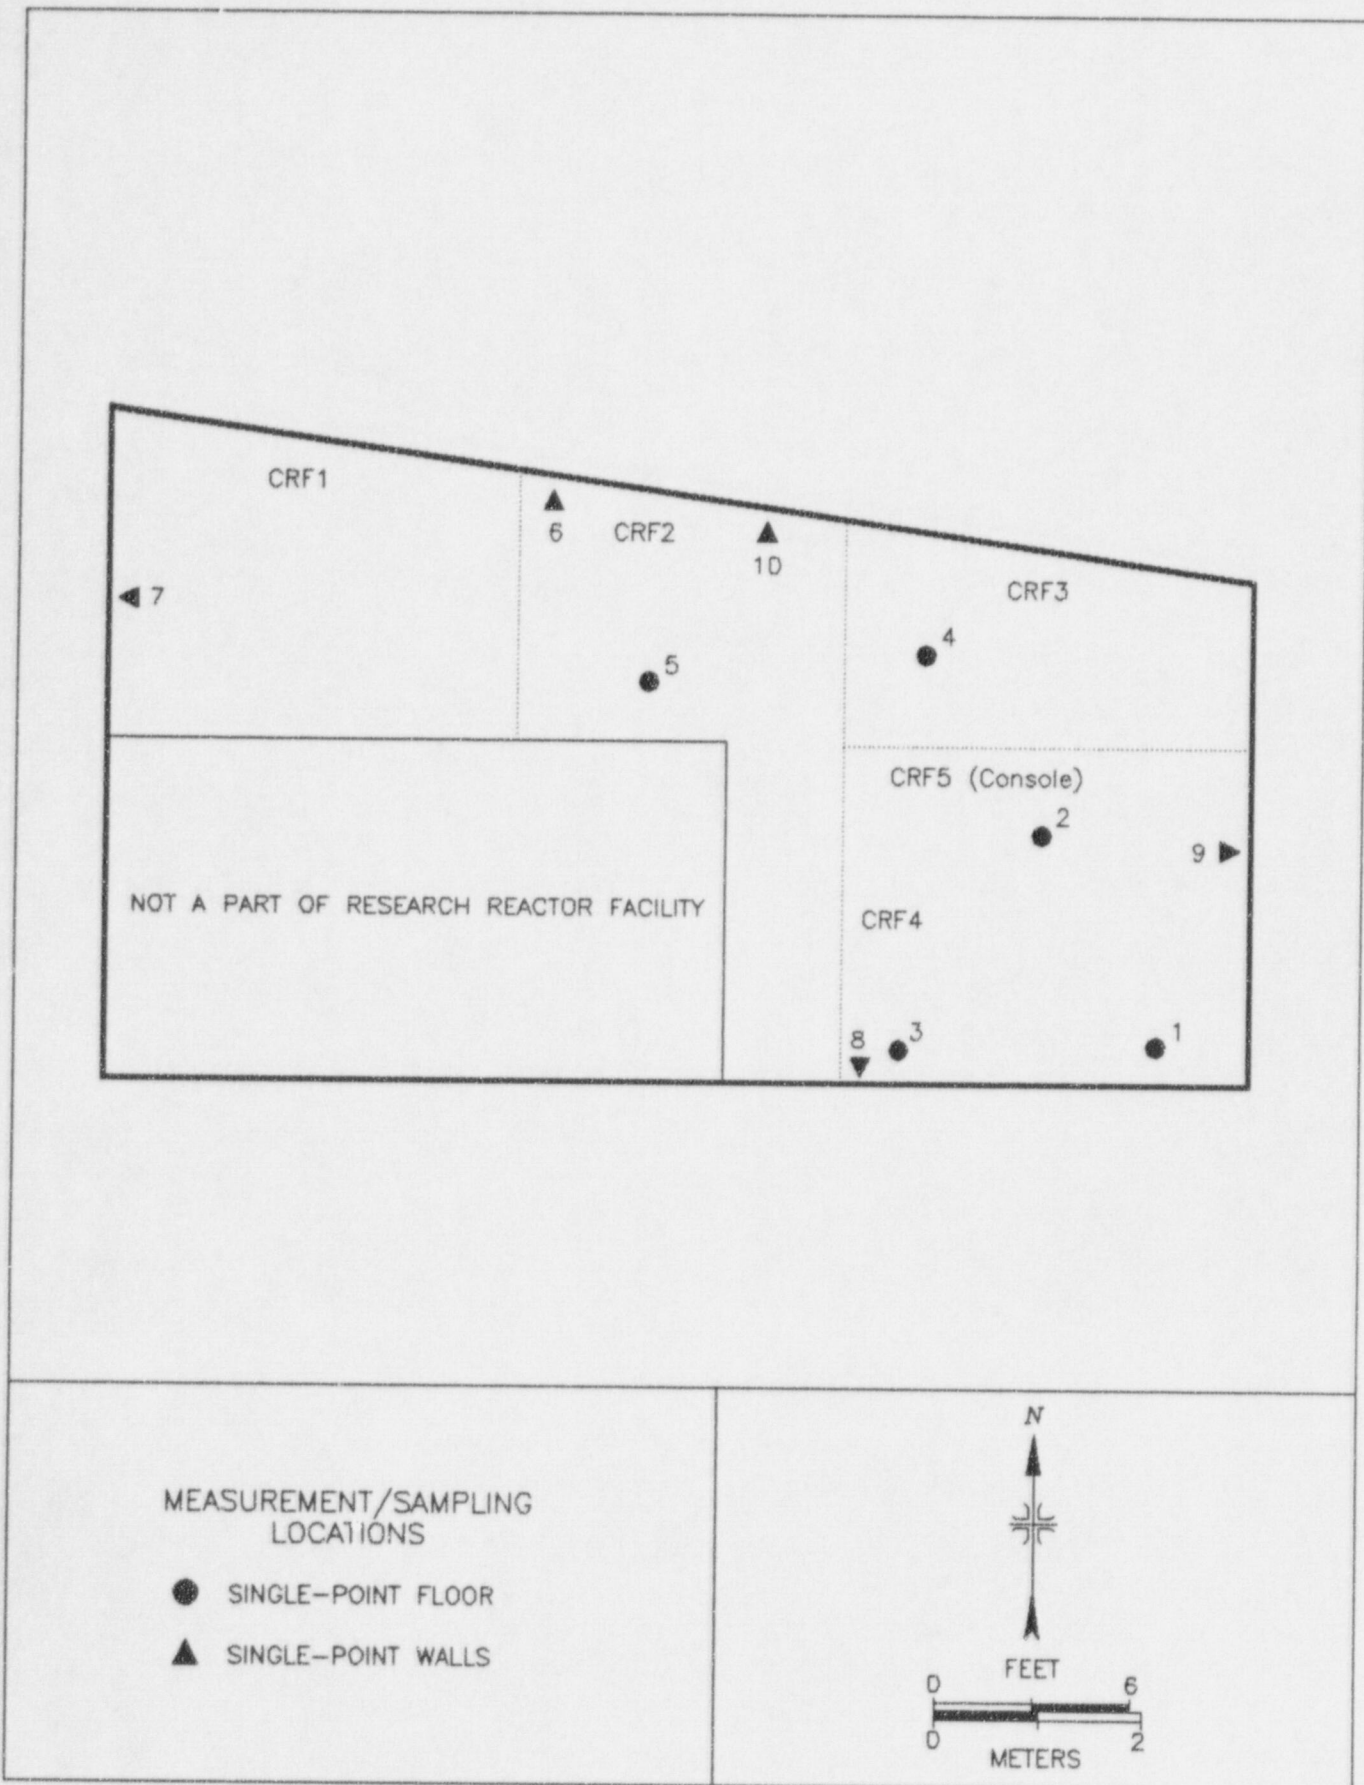 CRF1
6
CRF2
10
7
CRF3
4
5
CRF5 (Console)
2
9
NOT A PART OF RESEARCH REACTOR FACILITY
CRF4
8
3
1
MEASUREMENT/SAMPLING
LOCATIONS
SINGLE-POINT FLOOR
SINGLE-POINT WALLS
N
FEET
0 6
0 2
METERS